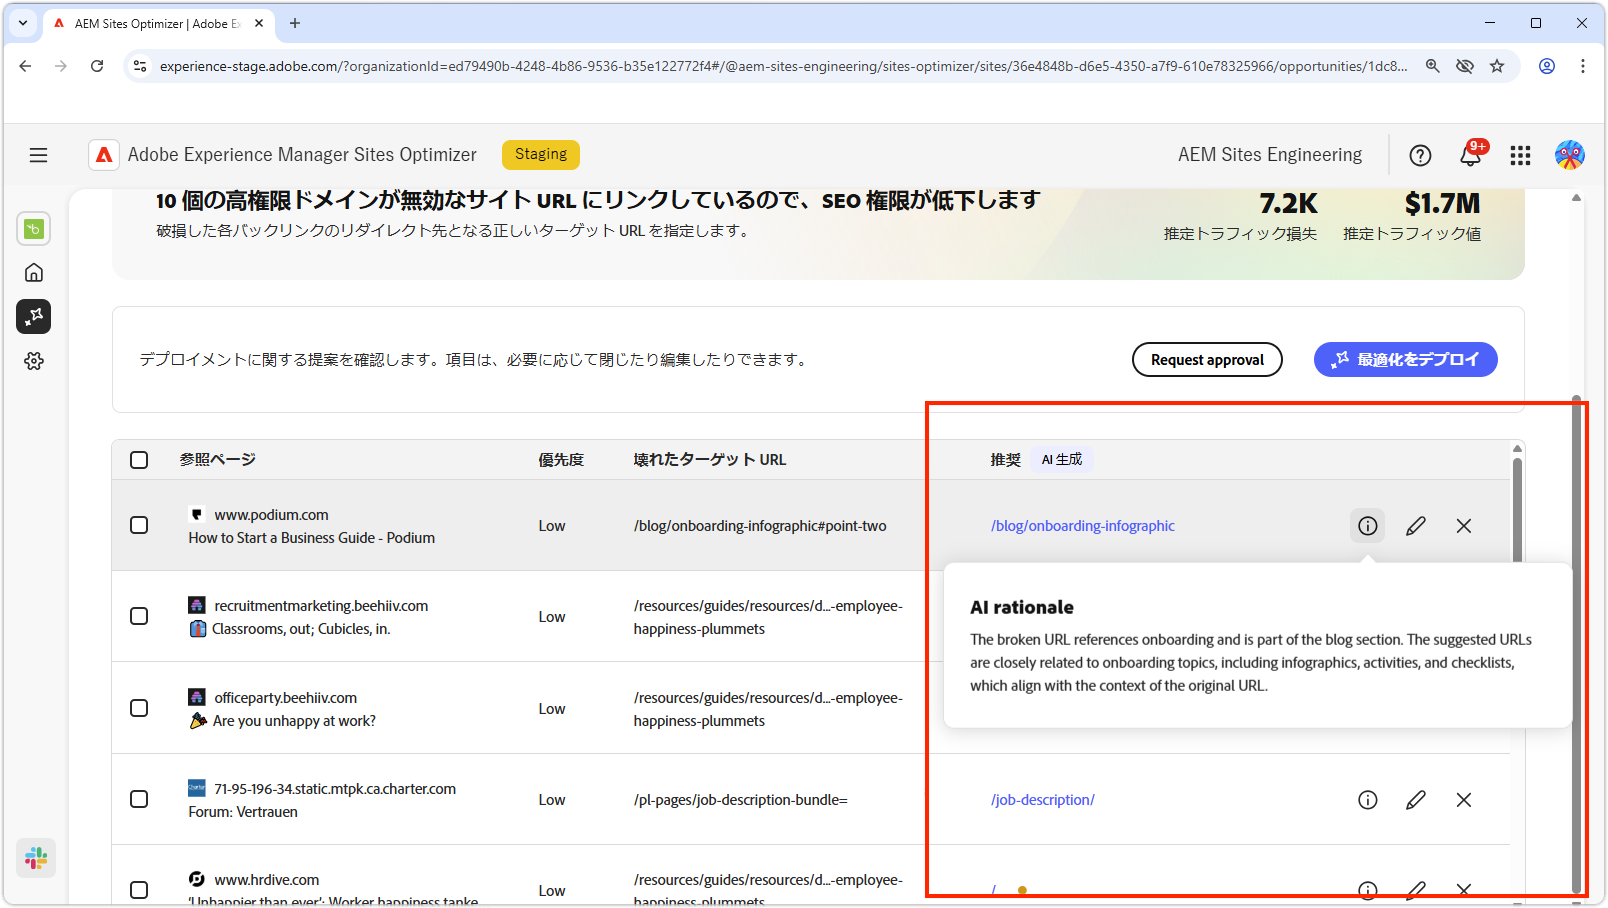 AEM Sites Optimizer | Adobe Ex
experience-stage.adobe.com/?organizationId=ed79490b-4248-4b86-9536-b35e122772f4#/@aem-sites-engineering/sites-optimizer/sites/36e4848b-d6e5-4350-a7f9-610e78325966/opportunities/1dc8...
Adobe Experience Manager Sites Optimizer
Staging
AEM Sites Engineering
9+
10 個の高権限ドメインが無効なサイト URL にリンクしているので、SEO 権限が低下します
7.2K
$1.7M
破損した各バックリンクのリダイレクト先となる正しいターゲット URL を指定します。
推定トラフィック損失
推定トラフィック値
デプロイメントに関する提案を確認します。項目は、必要に応じて閉じたり編集したりできます。
Request approval
最適化をデプロイ
参照ページ
優先度
壊れたターゲット URL
推奨
AI 生成
www.podium.com
How to Start a Business Guide - Podium
Low
/blog/onboarding-infographic#point-two
/blog/onboarding-infographic
AI rationale
The broken URL references onboarding and is part of the blog section. The suggested URLs
are closely related to onboarding topics, including infographics, activities, and checklists,
which align with the context of the original URL.
recruitmentmarketing.beehiiv.com
Classrooms, out; Cubicles, in.
Low
/resources/guides/resources/d...-employee-
happiness-plummets
officeparty.beehiiv.com
Are you unhappy at work?
Low
/resources/guides/resources/d...-employee-
happiness-plummets
71-95-196-34.static.mtpk.ca.charter.com
Forum: Vertrauen
Low
/pl-pages/job-description-bundle=
/job-description/
www.hrdive.com
'Unhappier than ever': Worker happiness tanke
Low
/resources/guides/resources/d...-employee-
/